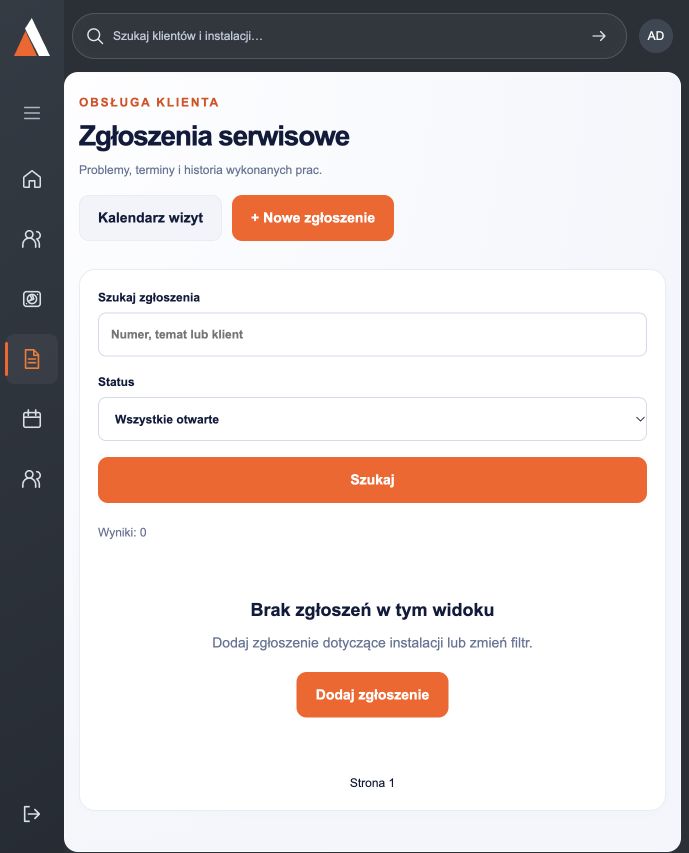 Szukaj klientów i instalacji...
AD
OBSŁUGA KLIENTA
Zgłoszenia serwisowe
Problemy, terminy i historia wykonanych prac.
Kalendarz wizyt
+ Nowe zgłoszenie
Szukaj zgłoszenia
Numer, temat lub klient
Status
Wszystkie otwarte
Szukaj
Wyniki: 0
Brak zgłoszeń w tym widoku
Dodaj zgłoszenie dotyczące instalacji lub zmień filtr.
Dodaj zgłoszenie
Strona 1